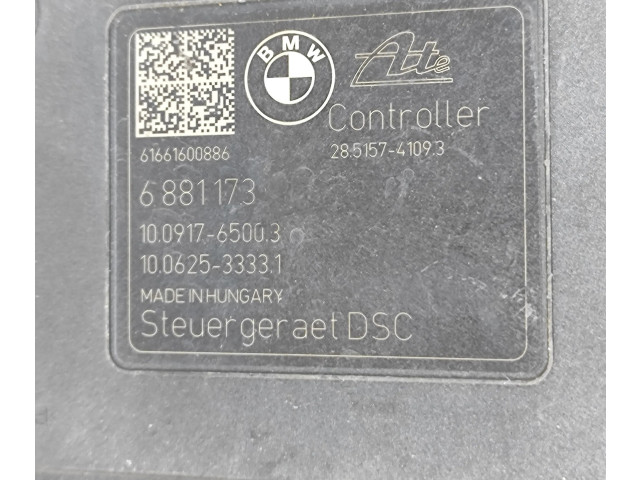 BMW
Ate
Controller
61661600886
28.5157-4109.3
6 881 173
10.0917-6500.3
10.0625-3333.1
MADE IN HUNGARY
Steuergeraet DSC